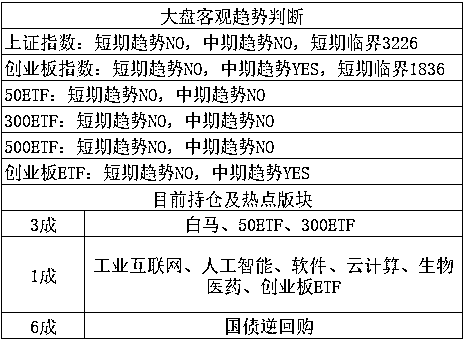 大盘客观趋势判断
上证指数：短期趋势NO，中期趋势NO，短期临界3226
创业板指数：短期趋势NO，中期趋势YES，短期临界1836
50ETF：短期趋势NO，中期趋势NO
300ETF：短期趋势NO，中期趋势NO
500ETF：短期趋势NO，中期趋势NO
创业板ETF：短期趋势NO，中期趋势YES
目前持仓及热点版块
3成 白马、50ETF、300ETF
1成 工业互联网、人工智能、软件、云计算、生物
医药、创业板ETF
6成 国债逆回购